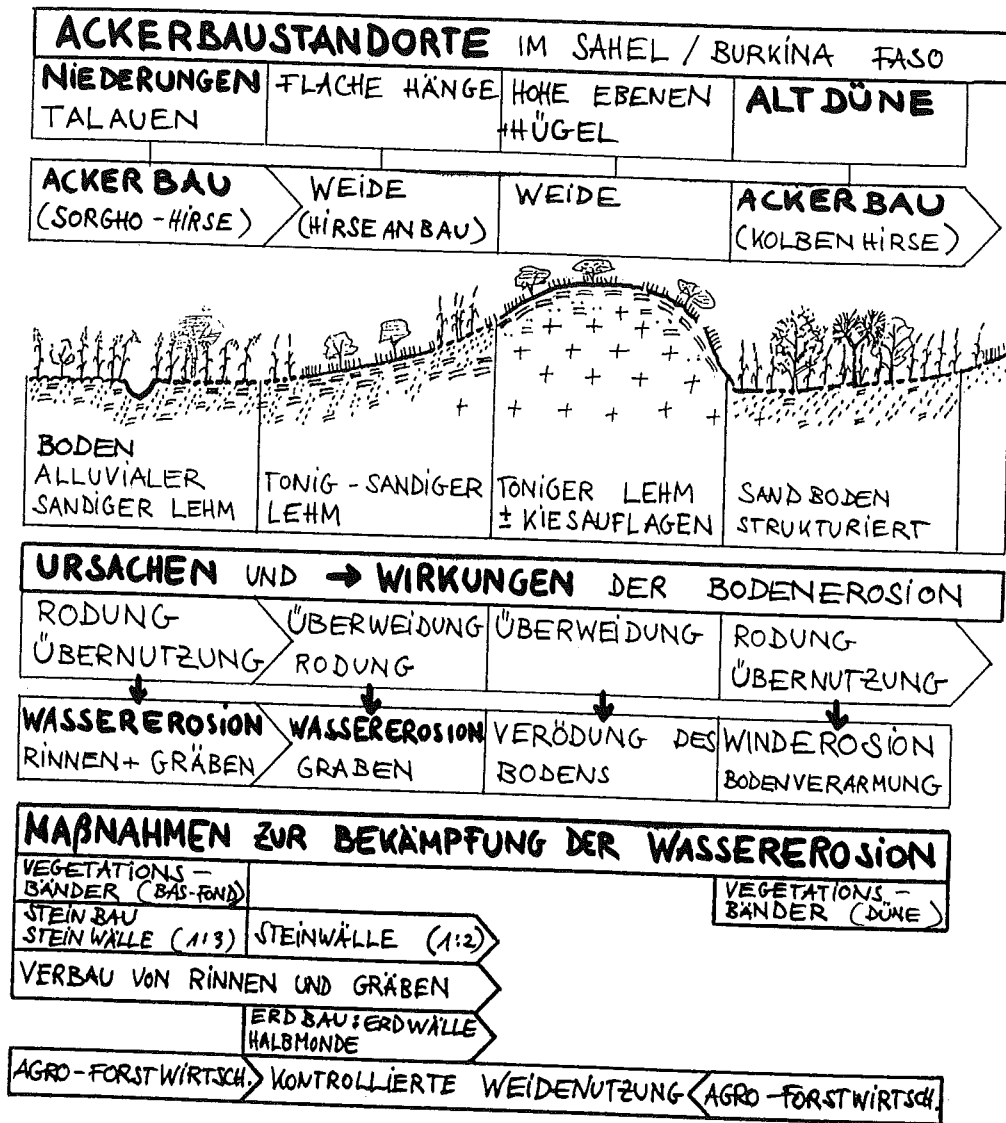 ACKERBAUSTANDORTE IM SAHEL / BURKINA FASO
NIEDERUNGEN
TALAUEN
FLACHE HÄNGE
HOHE EBENEN
+HÜGEL
ALTDÜNE
ACKERBAU
(SORGHO-HIRSE)
WEIDE
(HIRSEANBAU)
WEIDE
ACKERBAU
(KOLBENHIRSE)
BODEN
ALLUVIALER
SANDIGER LEHM
TONIG-SANDIGER
LEHM
TONIGER LEHM
± KIESAUFLAGEN
SANDBODEN
STRUKTURIERT
URSACHEN UND → WIRKUNGEN DER BODENEROSION
RODUNG
ÜBERNUTZUNG
ÜBERWEIDUNG
RODUNG
ÜBERWEIDUNG
RODUNG
ÜBERNUTZUNG
WASSEREROSION
RINNEN+ GRÄBEN
WASSEREROSION
GRABEN
VERÖDUNG DES
BODENS
WINDEROSION
BODENVERARMUNG
MAßNAHMEN ZUR BEKÄMPFUNG DER WASSEREROSION
VEGETATIONS-
BÄNDER (BAS-FOND)
VEGETATIONS-
BÄNDER (DÜNE)
STEINBAU
STEINWÄLLE (1:3)
STEINWÄLLE (1:2)
VERBAU VON RINNEN UND GRÄBEN
ERDBAU: ERDWÄLLE
HALBMONDE
AGRO-FORSTWIRTSCH.
KONTROLLIERTE WEIDENUTZUNG
AGRO-FORSTWIRTSCH.